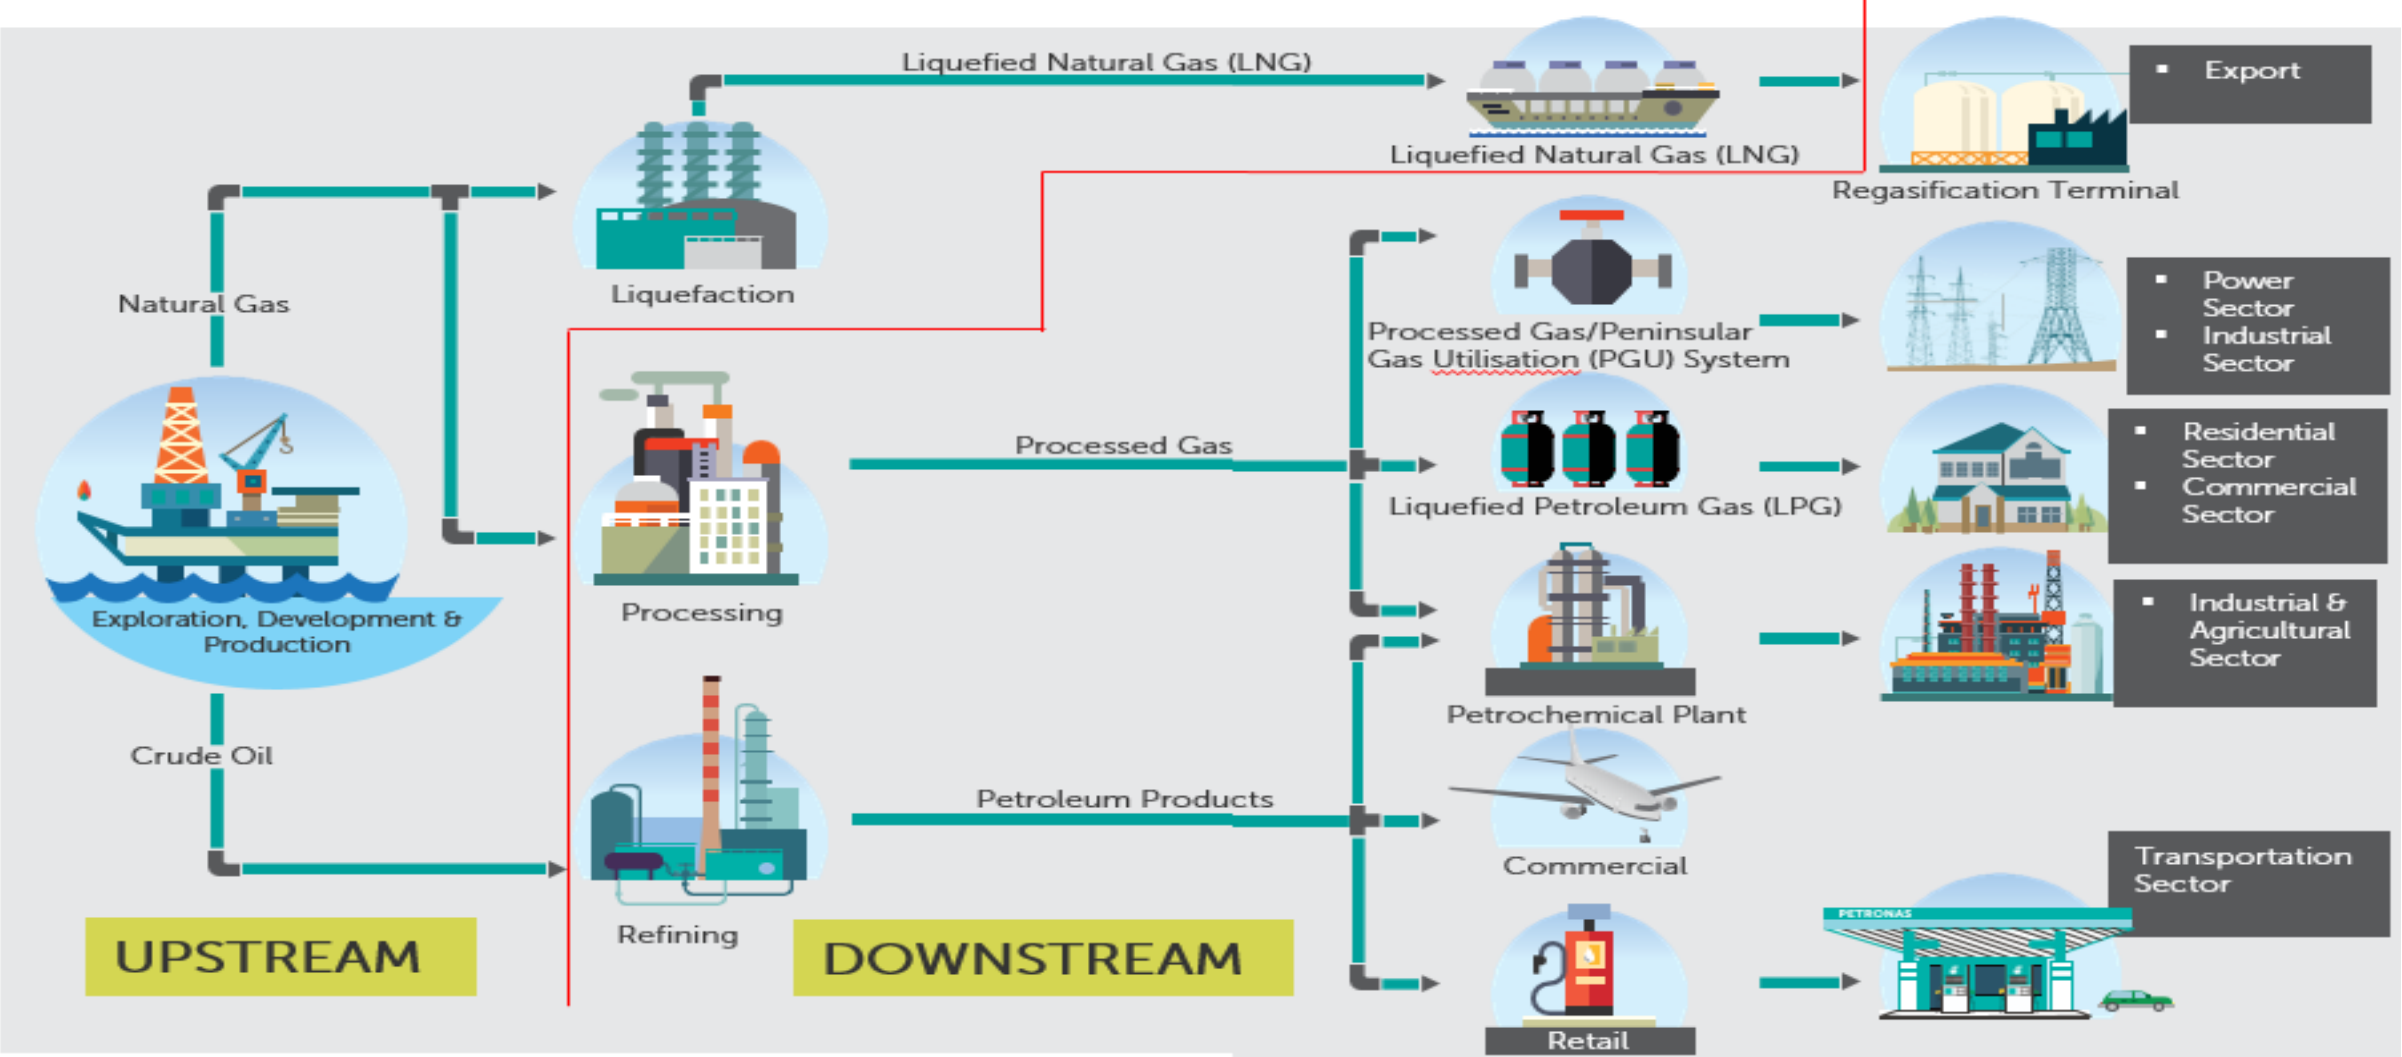 Liquefied Natural Gas (LNG)
Liquefied Natural Gas (LNG)
Export
Regasification Terminal
Natural Gas
Liquefaction
Processed Gas/Peninsular
Gas Utilisation (PGU) System
Power
Sector
Industrial
Sector
Processed Gas
Liquefied Petroleum Gas (LPG)
Residential
Sector
Commercial
Sector
Exploration, Development &
Production
Processing
Petrochemical Plant
Industrial &
Agricultural
Sector
Crude Oil
Petroleum Products
Commercial
Transportation
Sector
PETRONAS
Refining
UPSTREAM
DOWNSTREAM
Retail